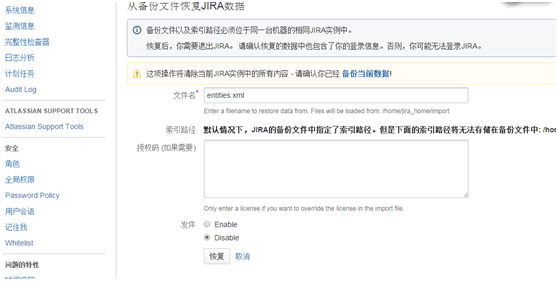 系统信息
监测信息
完整性检查器
日志分析
计划任务
Audit Log
ATLASSIAN SUPPORT TOOLS
Atlassian Support Tools
安全
角色
全局权限
Password Policy
用户会话
记住我
Whitelist
问题的特性
从备份文件恢复JIRA数据
备份文件以及索引路径必须位于同一台机器的相同JIRA实例中。
恢复后，你需要退出JIRA。 请确认恢复的数据中也包含了你的登录信息。否则，你可能无法登录JIRA。
这项操作将清除当前JIRA实例中的所有内容 - 请确认你已经 备份当前数据!
文件名*
entities.xml
Enter a filename to restore data from. Files will be loaded from: /home/jira_home/import
索引路径 默认情况下，JIRA的备份文件中指定了索引路径。但是下面的索引路径将无法存储在备份文件中:
授权码 (如果需要)
Only enter a license if you want to override the license in the import file.
发件
Enable
Disable
恢复 取消